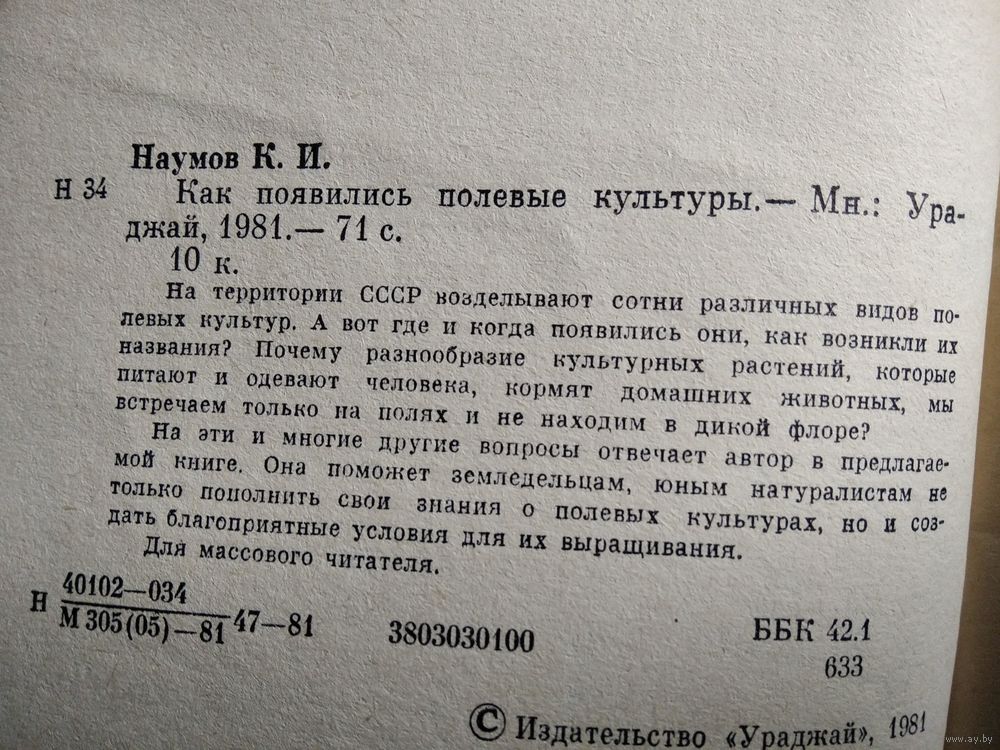 Наумов К. И.
Н 34 Как появились полевые культуры.— Мн.: Ура-
джай, 1981.— 71 с.
10 к.
На территории СССР возделывают сотни различных видов по-
левых культур. А вот где и когда появились они, как возникли их
названия? Почему разнообразие культурных растений, которые
питают и одевают человека, кормят домашних животных, мы
встречаем только на полях и не находим в дикой флоре?
На эти и многие другие вопросы отвечает автор в предлагае-
мой книге. Она поможет земледельцам, юным натуралистам не
только пополнить свои знания о полевых культурах, но и соз-
дать благоприятные условия для их выращивания.
Для массового читателя.
Н 40102—034
М 305(05)—81 47—81 3803030100 ББК 42.1
633
© Издательство «Ураджай», 1981
www.ay.by